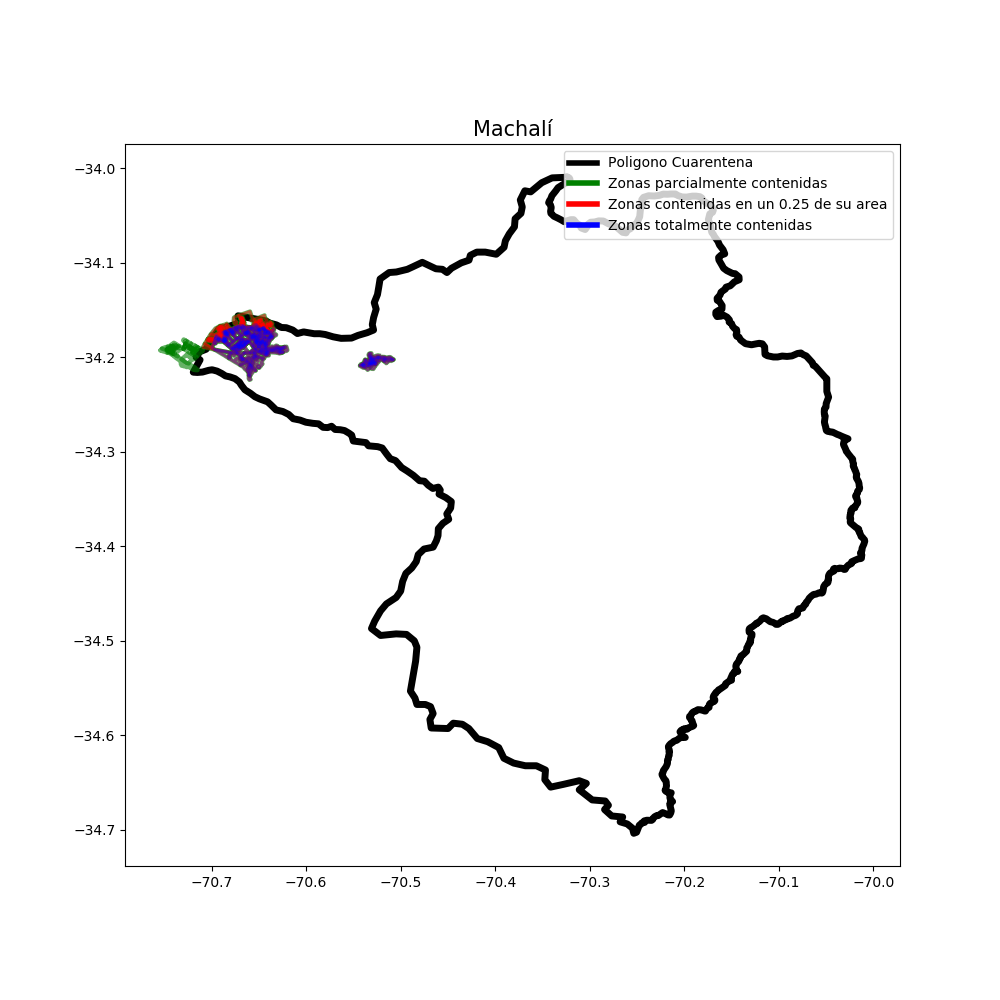 Machalí
Poligono Cuarentena
Zonas parcialmente contenidas
Zonas contenidas en un 0.25 de su area
Zonas totalmente contenidas
−34.0
−34.1
−34.2
−34.3
−34.4
−34.5
−34.6
−34.7
−70.7 −70.6 −70.5 −70.4 −70.3 −70.2 −70.1 −70.0